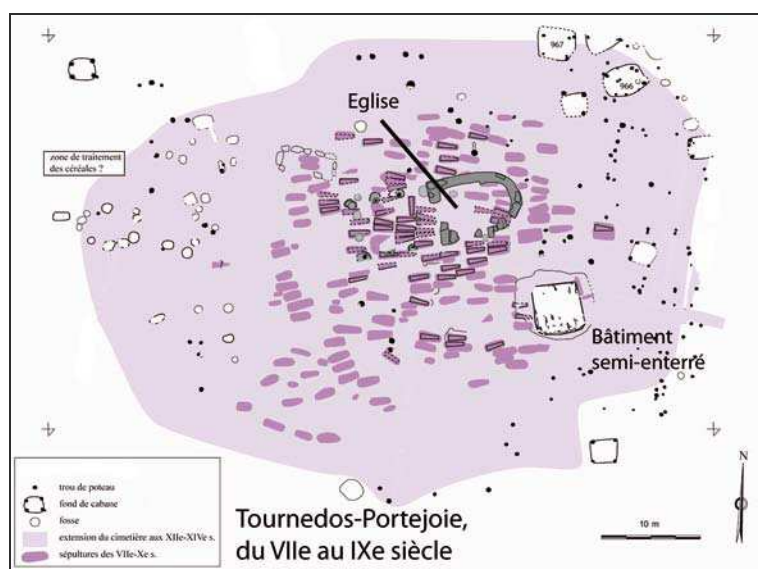 967
966
Eglise
zone de traitement
des céréales ?
Bâtiment
semi-enterré
trou de poteau
fond de cabane
fosse
extension du cimetière aux XIIe-XIVe s.
sépultures des VIIe-Xe s.
Tournedos-Portejoie,
du VIIe au IXe siècle
10 m
N